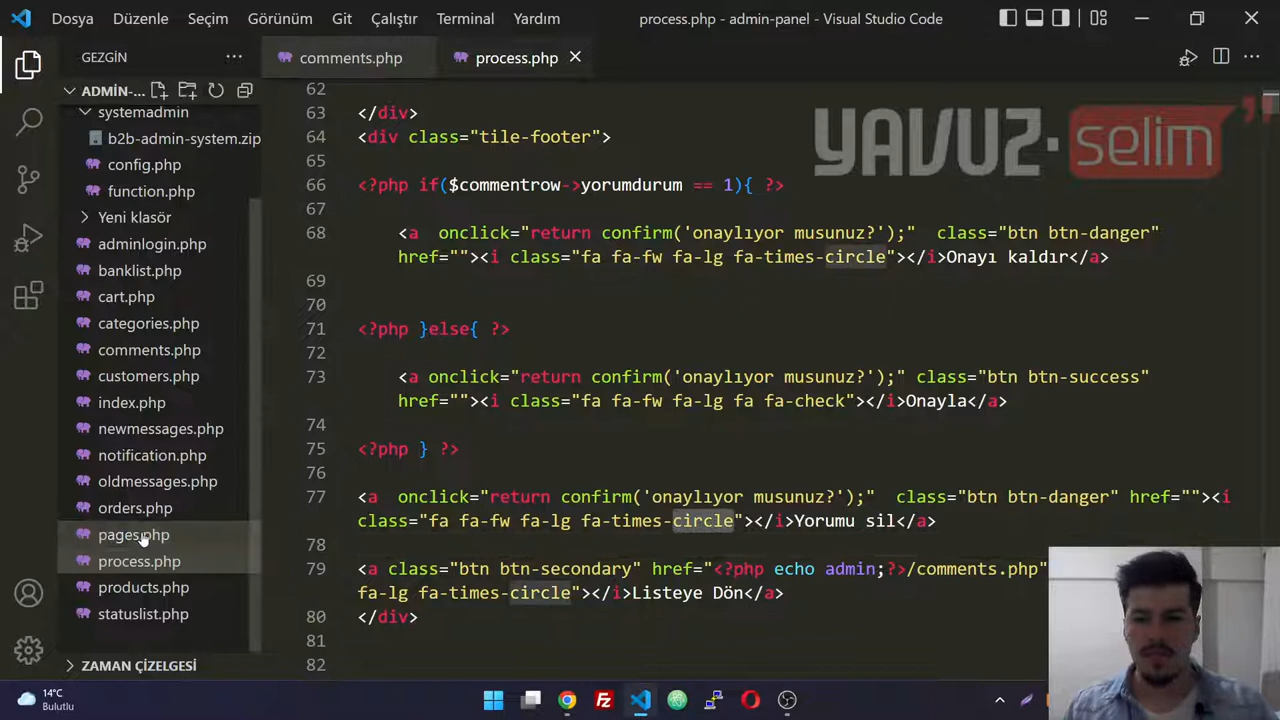 Dosya Düzenle Seçim Görünüm Git Çalıştır Terminal Yardım process.php - admin-panel - Visual Studio Code
GEZGİN
comments.php process.php
ADMİN-...
systemadmin
b2b-admin-system.zip
config.php
function.php
Yeni klasör
adminlogin.php
banklist.php
cart.php
categories.php
comments.php
customers.php
index.php
newmessages.php
notification.php
oldmessages.php
orders.php
pages.php
process.php
products.php
statuslist.php
ZAMAN ÇİZELGESİ
62
63 </div>
64 <div class="tile-footer">
65
66 <?php if($commentrow->yorumdurum == 1){ ?>
67
68 <a onclick="return confirm('onaylıyor musunuz?');" class="btn btn-danger"
href=""><i class="fa fa-fw fa-lg fa-times-circle"></i>Onayı kaldır</a>
69
70
71 <?php }else{ ?>
72
73 <a onclick="return confirm('onaylıyor musunuz?');" class="btn btn-success"
href=""><i class="fa fa-fw fa-lg fa fa-check"></i>Onayla</a>
74
75 <?php } ?>
76
77 <a onclick="return confirm('onaylıyor musunuz?');" class="btn btn-danger" href=""><i
class="fa fa-fw fa-lg fa-times-circle"></i>Yorumu sil</a>
78
79 <a class="btn btn-secondary" href="<?php echo admin;?>/comments.php"
fa-lg fa-times-circle"></i>Listeye Dön</a>
80 </div>
81
82
YAVUZ selim
14°C
Bulutlu